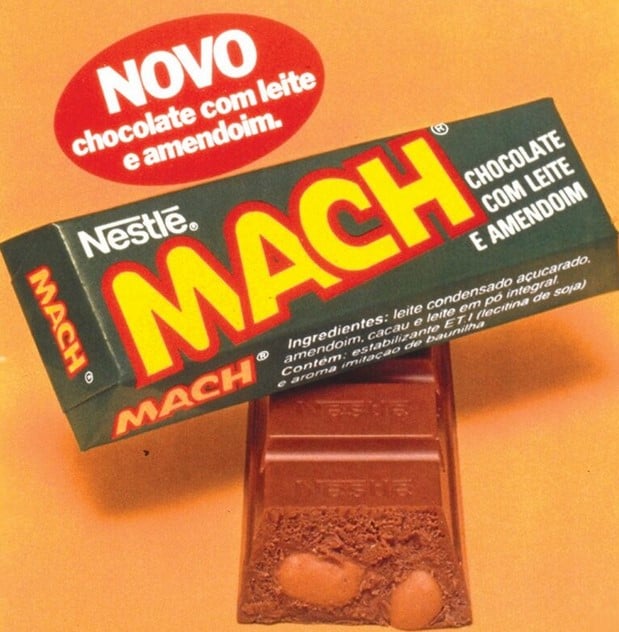 NOVO
chocolate com leite
e amendoim.
Nestlé®
MACH®
CHOCOLATE
COM LEITE
E AMENDOIM
MACH®
MACH®
Ingredientes: leite condensado açucarado,
amendoim, cacau e leite em pó integral.
Contém: estabilizante ET.I (lecitina de soja)
e aroma imitação de baunilha
Nestlé
Nestlé